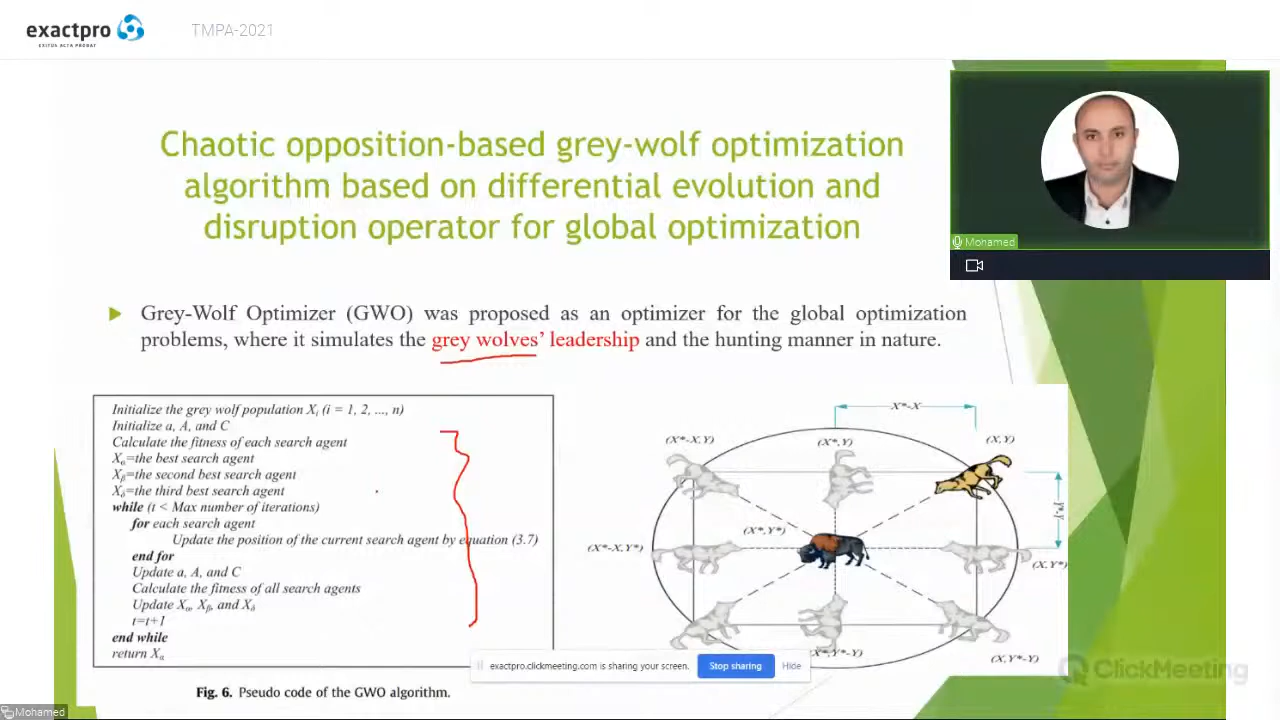 exactpro
EXITUS ACTA PROBAT
TMPA-2021
Chaotic opposition-based grey-wolf optimization
algorithm based on differential evolution and
disruption operator for global optimization
Mohamed
Grey-Wolf Optimizer (GWO) was proposed as an optimizer for the global optimization
problems, where it simulates the grey wolves' leadership and the hunting manner in nature.
Initialize the grey wolf population Xi (i = 1, 2, ..., n)
Initialize a, A, and C
Calculate the fitness of each search agent
Xα=the best search agent
Xβ=the second best search agent
Xδ=the third best search agent
while (t < Max number of iterations)
for each search agent
Update the position of the current search agent by equation (3.7)
end for
Update a, A, and C
Calculate the fitness of all search agents
Update Xα, Xβ, and Xδ
t=t+1
end while
return Xα
Fig. 6. Pseudo code of the GWO algorithm.
X*-X
(X*-X,Y)
(X*,Y)
(X,Y)
Y*-Y
(X*,Y*)
(X*-X,Y*)
(X,Y*)
(X*,Y*-Y)
(X,Y*-Y)
exactpro.clickmeeting.com is sharing your screen.
Stop sharing
Hide
ClickMeeting
Mohamed